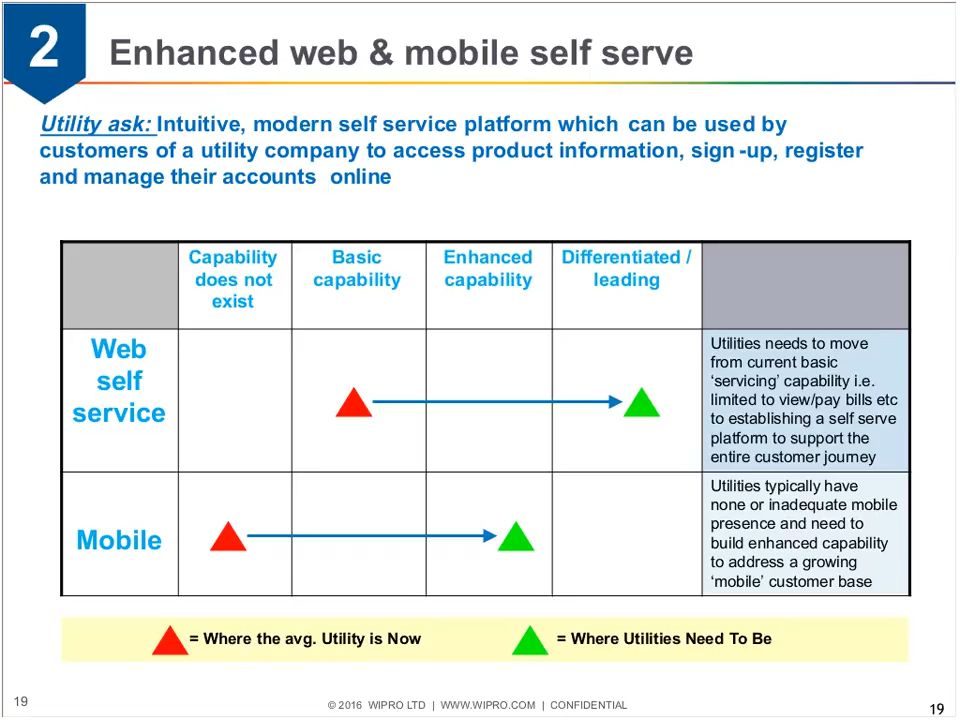 2
Enhanced web & mobile self serve
Utility ask: Intuitive, modern self service platform which can be used by
customers of a utility company to access product information, sign -up, register
and manage their accounts online
Capability
does not
exist
Basic
capability
Enhanced
capability
Differentiated /
leading
Web
self
service
Utilities needs to move
from current basic
‘servicing’ capability i.e.
limited to view/pay bills etc
to establishing a self serve
platform to support the
entire customer journey
Mobile
Utilities typically have
none or inadequate mobile
presence and need to
build enhanced capability
to address a growing
‘mobile’ customer base
= Where the avg. Utility is Now
= Where Utilities Need To Be
19
© 2016 WIPRO LTD | WWW.WIPRO.COM | CONFIDENTIAL
19